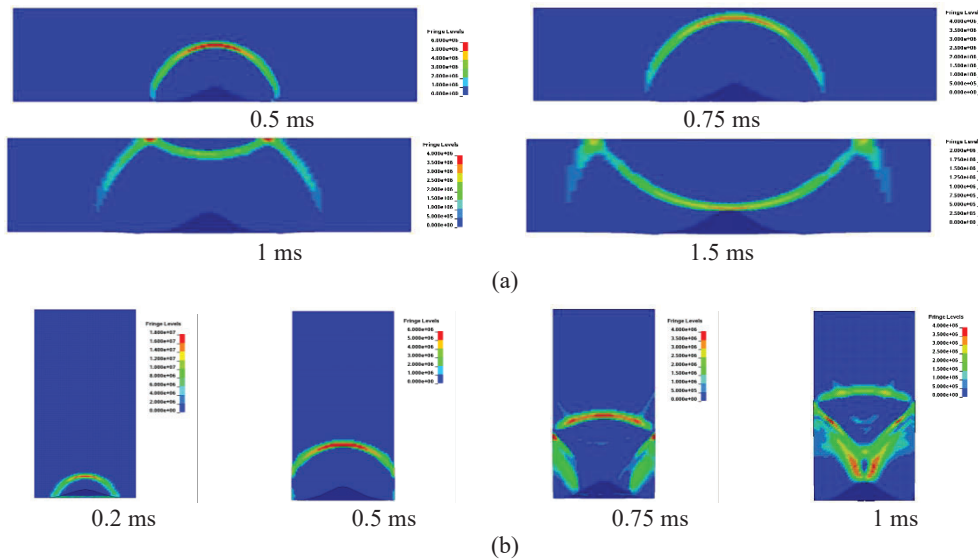 Fringe Levels
6.000e+06
5.000e+06
4.000e+06
3.000e+06
2.000e+06
1.000e+06
0.000e+00
0.5 ms
Fringe Level
4.000e+06
3.500e+06
3.000e+06
2.500e+06
2.000e+06
1.500e+06
1.000e+06
5.000e+05
0.000e+00
0.75 ms
Fringe Levels
4.000e+06
3.500e+06
3.000e+06
2.500e+06
2.000e+06
1.500e+06
1.000e+06
5.000e+05
0.000e+00
1 ms
Fringe Levels
2.000e+06
1.750e+06
1.500e+06
1.250e+06
1.000e+06
7.500e+05
5.000e+05
2.500e+05
0.000e+00
1.5 ms
(a)
Fringe Levels
1.800e+07
1.600e+07
1.400e+07
1.200e+07
1.000e+07
8.000e+06
6.000e+06
4.000e+06
2.000e+06
0.000e+00
0.2 ms
Fringe Levels
6.000e+06
5.000e+06
4.000e+06
3.000e+06
2.000e+06
1.000e+06
0.000e+00
0.5 ms
Fringe Levels
4.000e+06
3.500e+06
3.000e+06
2.500e+06
2.000e+06
1.500e+06
1.000e+06
5.000e+05
0.000e+00
0.75 ms
Fringe Levels
4.000e+06
3.500e+06
3.000e+06
2.500e+06
2.000e+06
1.500e+06
1.000e+06
5.000e+05
0.000e+00
1 ms
(b)